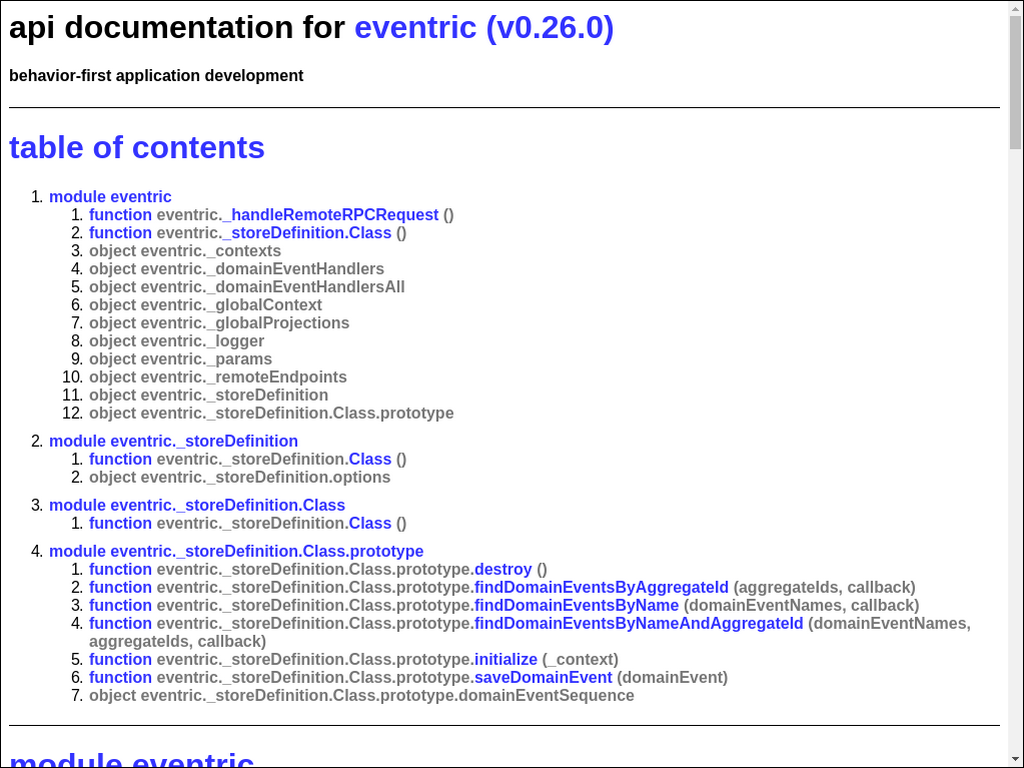 api documentation for eventric (v0.26.0)
behavior-first application development
table of contents
1. module eventric
1. function eventric._handleRemoteRPCRequest ()
2. function eventric._storeDefinition.Class ()
3. object eventric._contexts
4. object eventric._domainEventHandlers
5. object eventric._domainEventHandlersAll
6. object eventric._globalContext
7. object eventric._globalProjections
8. object eventric._logger
9. object eventric._params
10. object eventric._remoteEndpoints
11. object eventric._storeDefinition
12. object eventric._storeDefinition.Class.prototype
2. module eventric._storeDefinition
1. function eventric._storeDefinition.Class ()
2. object eventric._storeDefinition.options
3. module eventric._storeDefinition.Class
1. function eventric._storeDefinition.Class ()
4. module eventric._storeDefinition.Class.prototype
1. function eventric._storeDefinition.Class.prototype.destroy ()
2. function eventric._storeDefinition.Class.prototype.findDomainEventsByAggregateId (aggregateIds, callback)
3. function eventric._storeDefinition.Class.prototype.findDomainEventsByName (domainEventNames, callback)
4. function eventric._storeDefinition.Class.prototype.findDomainEventsByNameAndAggregateId (domainEventNames,
aggregateIds, callback)
5. function eventric._storeDefinition.Class.prototype.initialize (_context)
6. function eventric._storeDefinition.Class.prototype.saveDomainEvent (domainEvent)
7. object eventric._storeDefinition.Class.prototype.domainEventSequence
module eventric